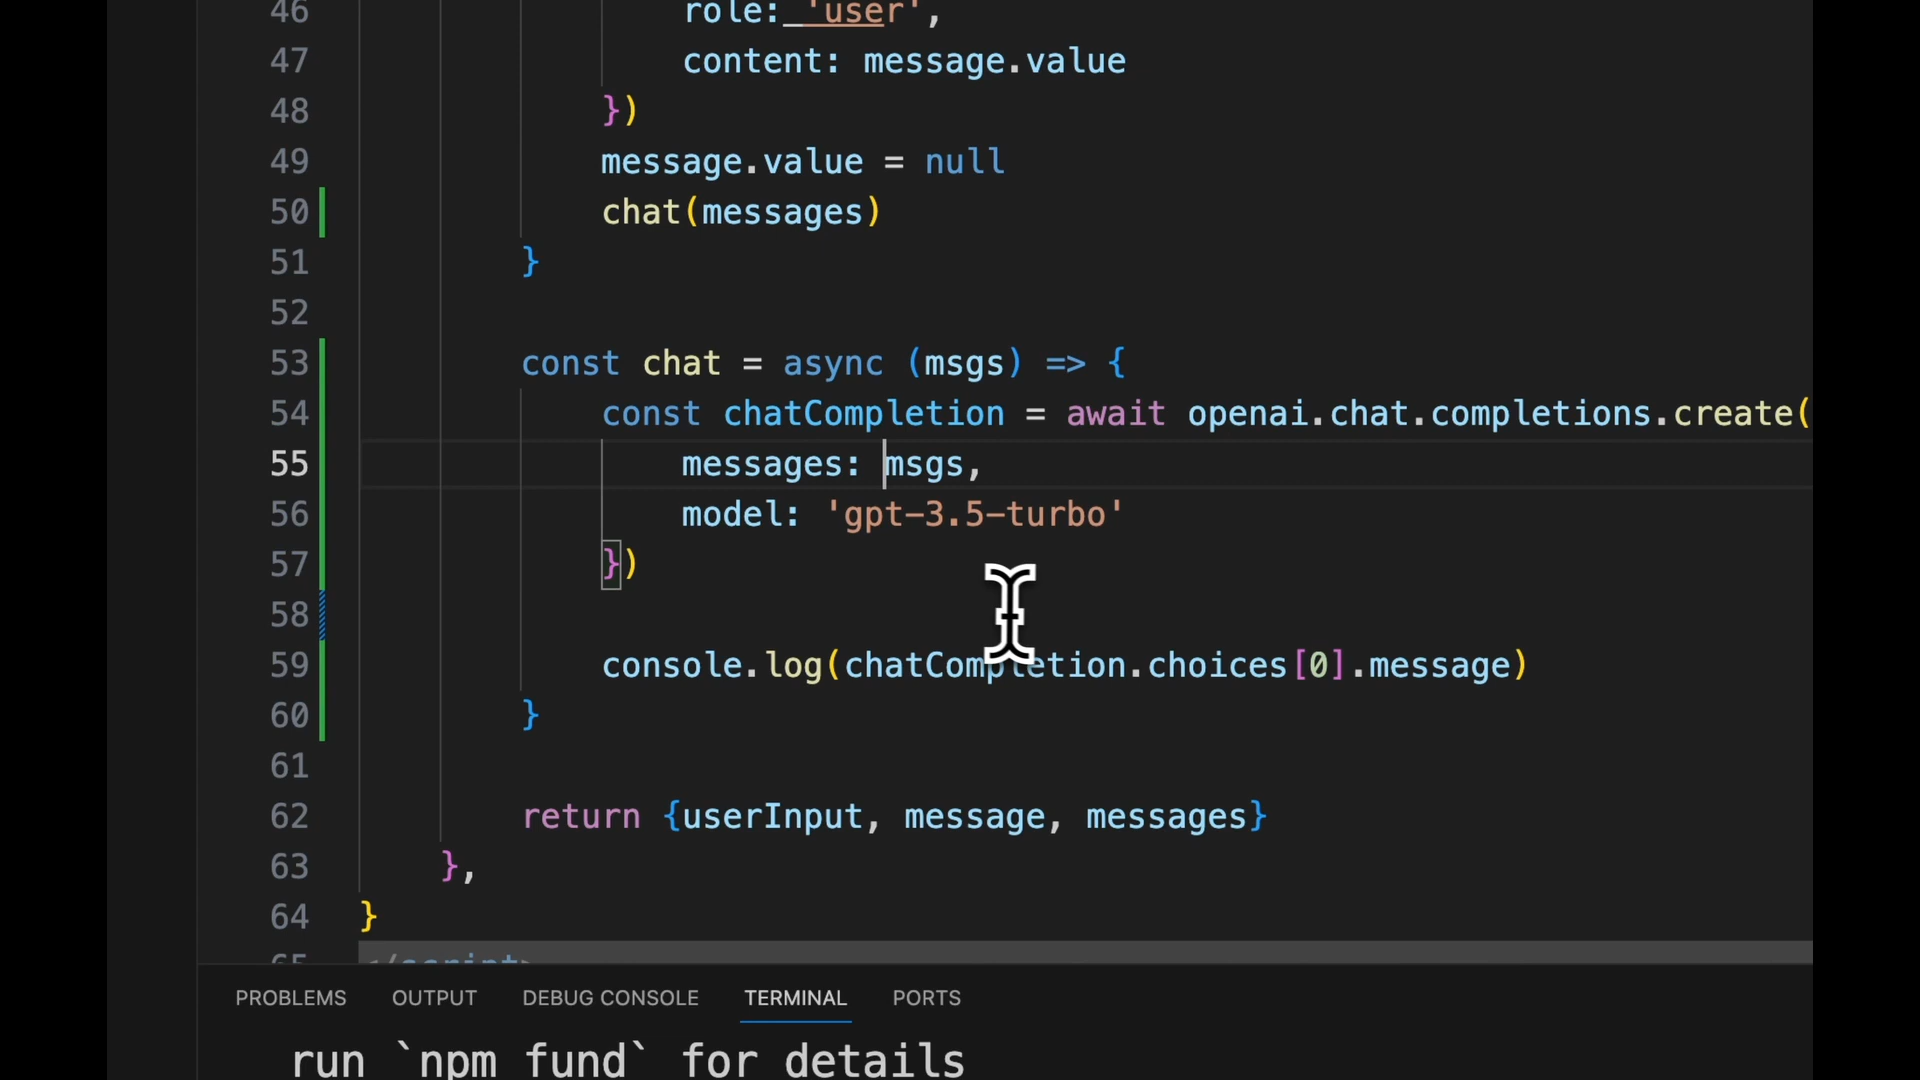 46 role: 'user',
47 content: message.value
48 })
49 message.value = null
50 chat(messages)
51 }
52
53 const chat = async (msgs) => {
54 const chatCompletion = await openai.chat.completions.create(
55 messages: msgs,
56 model: 'gpt-3.5-turbo'
57 })
58
59 console.log(chatCompletion.choices[0].message)
60 }
61
62 return {userInput, message, messages}
63 },
64 }
65 </script>
PROBLEMS OUTPUT DEBUG CONSOLE TERMINAL PORTS
run `npm fund` for details